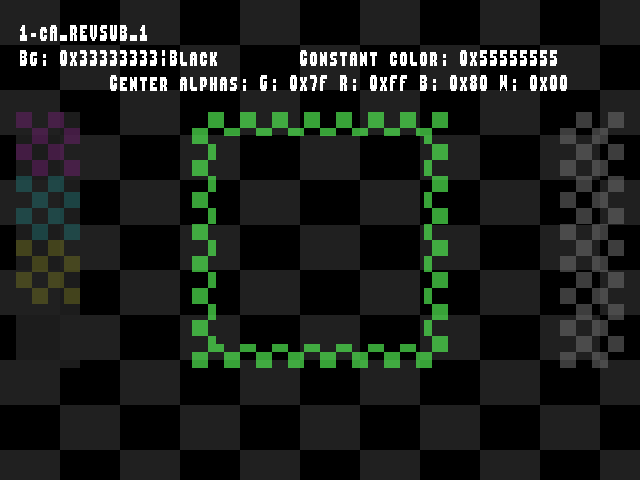 1-cA_REVSUB_1
Bg: 0x33333333¦BLACK Constant color: 0x55555555
Center alphas: G: 0x7f R: 0xff B: 0x80 W: 0x00